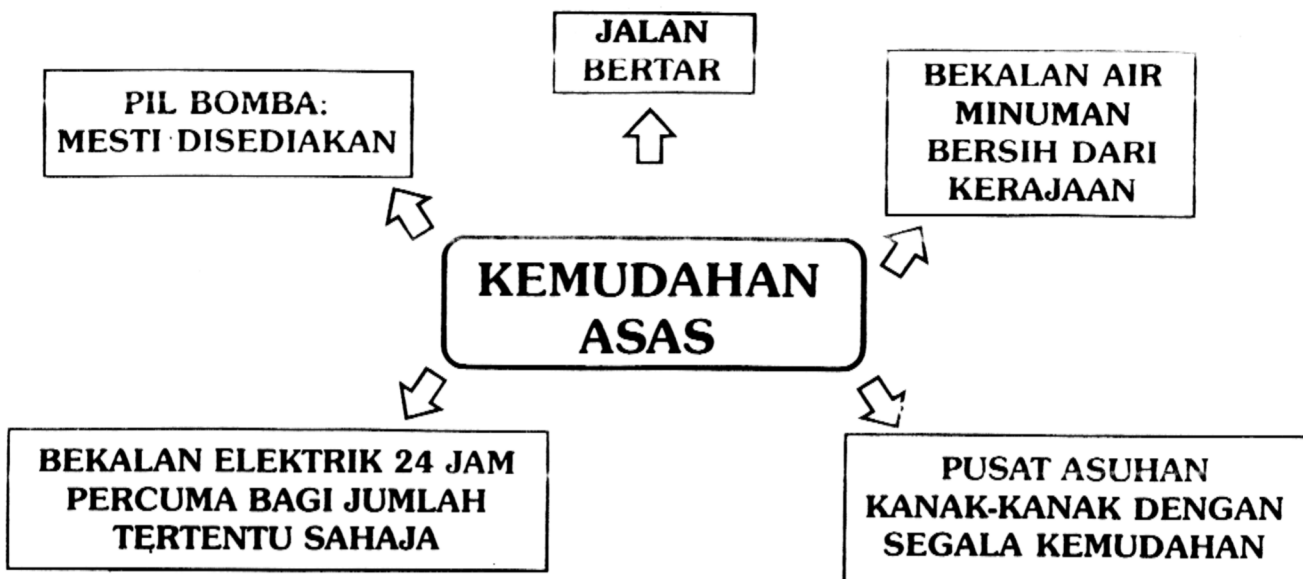 JALAN
BERTAR
PIL BOMBA:
MESTI DISEDIAKAN
BEKALAN AIR
MINUMAN
BERSIH DARI
KERAJAAN
KEMUDAHAN
ASAS
BEKALAN ELEKTRIK 24 JAM
PERCUMA BAGI JUMLAH
TERTENTU SAHAJA
PUSAT ASUHAN
KANAK-KANAK DENGAN
SEGALA KEMUDAHAN